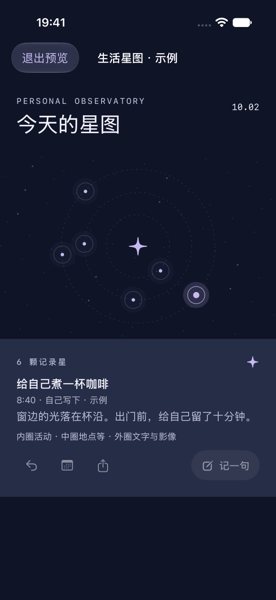 19:41
退出预览
生活星图 · 示例
PERSONAL OBSERVATORY
10.02
今天的星图
6 颗记录星
给自己煮一杯咖啡
8:40 · 自己写下 · 示例
窗边的光落在杯沿。出门前，给自己留了十分钟。
内圈活动 · 中圈地点等 · 外圈文字与影像
记一句